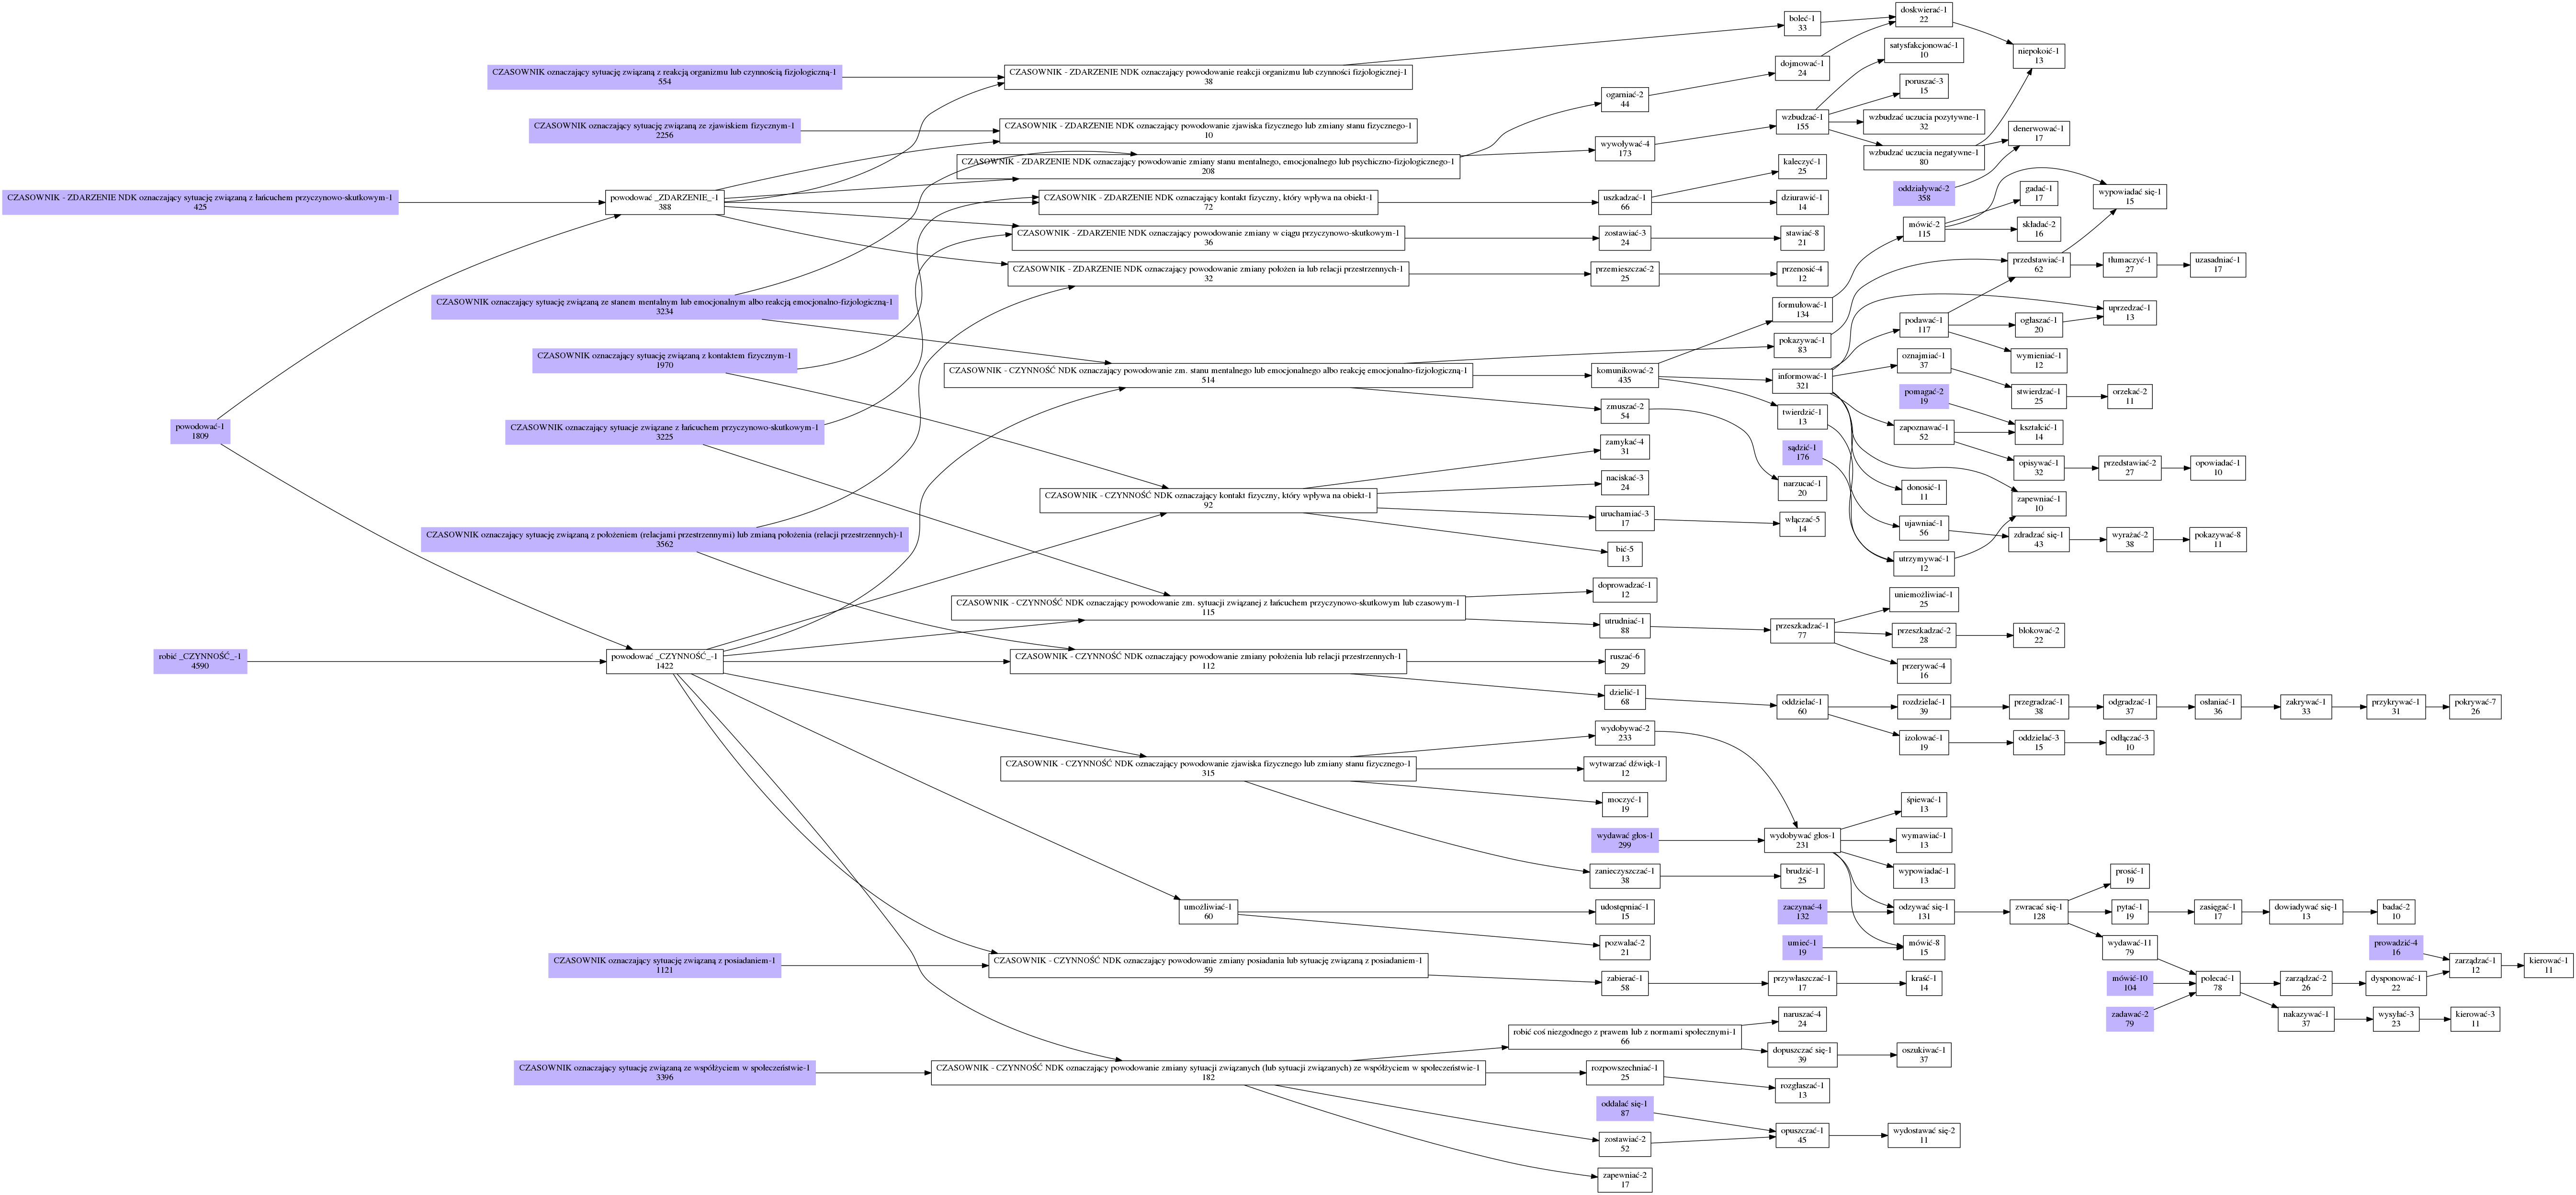 boleć-1
33
doskwierać-1
22
satysfakcjonować-1
10
niepokoić-1
13
CZASOWNIK oznaczający sytuację związaną z reakcją organizmu lub czynnością fizjologiczną-1
554
CZASOWNIK - ZDARZENIE NDK oznaczający powodowanie reakcji organizmu lub czynności fizjologicznej-1
38
dojmować-1
24
poruszać-3
15
ogarniać-2
44
CZASOWNIK oznaczający sytuację związaną ze zjawiskiem fizycznym-1
2256
CZASOWNIK - ZDARZENIE NDK oznaczający powodowanie zjawiska fizycznego lub zmiany stanu fizycznego-1
10
wzbudzać-1
155
wzbudzać uczucia pozytywne-1
32
denerwować-1
17
CZASOWNIK - ZDARZENIE NDK oznaczający powodowanie zmiany stanu mentalnego, emocjonalnego lub psychiczno-fizjologicznego-1
208
wywoływać-4
173
kaleczyć-1
25
wzbudzać uczucia negatywne-1
80
CZASOWNIK - ZDARZENIE NDK oznaczający sytuację związaną z łańcuchem przyczynowo-skutkowym-1
425
powodować _ZDARZENIE_-1
388
CZASOWNIK - ZDARZENIE NDK oznaczający kontakt fizyczny, który wpływa na obiekt-1
72
uszkadzać-1
66
dziurawić-1
14
oddziaływać-2
358
gadać-1
17
wypowiadać się-1
15
CZASOWNIK - ZDARZENIE NDK oznaczający powodowanie zmiany w ciągu przyczynowo-skutkowym-1
36
zostawiać-3
24
stawiać-8
21
mówić-2
115
składać-2
16
CZASOWNIK - ZDARZENIE NDK oznaczający powodowanie zmiany położen ia lub relacji przestrzennych-1
32
przemieszczać-2
25
przenosić-4
12
przedstawiać-1
62
tłumaczyć-1
27
uzasadniać-1
17
CZASOWNIK oznaczający sytuację związaną ze stanem mentalnym lub emocjonalnym albo reakcją emocjonalno-fizjologiczną-1
3234
formułować-1
134
podawać-1
117
ogłaszać-1
20
uprzedzać-1
13
CZASOWNIK oznaczający sytuację związaną z kontaktem fizycznym-1
1970
pokazywać-1
83
oznajmiać-1
37
wymieniać-1
12
CZASOWNIK - CZYNNOŚĆ NDK oznaczający powodowanie zm. stanu mentalnego lub emocjonalnego albo reakcję emocjonalno-fizjologiczną-1
514
komunikować-2
435
informować-1
321
pomagać-2
19
stwierdzać-1
25
orzekać-2
11
zmuszać-2
54
twierdzić-1
13
powodować-1
1809
CZASOWNIK oznaczający sytuacje związane z łańcuchem przyczynowo-skutkowym-1
3225
zapoznawać-1
52
kształcić-1
14
zamykać-4
31
sądzić-1
176
opisywać-1
32
przedstawiać-2
27
opowiadać-1
10
CZASOWNIK - CZYNNOŚĆ NDK oznaczający kontakt fizyczny, który wpływa na obiekt-1
92
naciskać-3
24
narzucać-1
20
donosić-1
11
zapewniać-1
10
uruchamiać-3
17
włączać-5
14
ujawniać-1
56
CZASOWNIK oznaczający sytuację związaną z położeniem (relacjami przestrzennymi) lub zmianą położenia (relacji przestrzennych)-1
3562
bić-5
13
utrzymywać-1
12
zdradzać się-1
43
wyrażać-2
38
pokazywać-8
11
doprowadzać-1
12
CZASOWNIK - CZYNNOŚĆ NDK oznaczający powodowanie zm. sytuacji związanej z łańcuchem przyczynowo-skutkowym lub czasowym-1
115
utrudniać-1
88
przeszkadzać-1
77
uniemożliwiać-1
25
przeszkadzać-2
28
blokować-2
22
przerywać-4
16
robić _CZYNNOŚĆ_-1
4590
powodować _CZYNNOŚĆ_-1
1422
CZASOWNIK - CZYNNOŚĆ NDK oznaczający powodowanie zmiany położenia lub relacji przestrzennych-1
112
ruszać-6
29
dzielić-1
68
oddzielać-1
60
rozdzielać-1
39
przegradzać-1
38
odgradzać-1
37
osłaniać-1
36
zakrywać-1
33
przykrywać-1
31
pokrywać-7
26
wydobywać-2
233
izolować-1
19
oddzielać-3
15
odłączać-3
10
CZASOWNIK - CZYNNOŚĆ NDK oznaczający powodowanie zjawiska fizycznego lub zmiany stanu fizycznego-1
315
wytwarzać dźwięk-1
12
moczyć-1
19
śpiewać-1
13
wydawać głos-1
299
wydobywać głos-1
231
wymawiać-1
13
zanieczyszczać-1
38
brudzić-1
25
wypowiadać-1
13
prosić-1
19
umożliwiać-1
60
udostępniać-1
15
zaczynać-4
132
odzywać się-1
131
zwracać się-1
128
pytać-1
19
zasięgać-1
17
dowiadywać się-1
13
badać-2
10
pozwalać-2
21
umieć-1
19
mówić-8
15
wydawać-11
79
prowadzić-4
16
CZASOWNIK oznaczający sytuację związaną z posiadaniem-1
1121
CZASOWNIK - CZYNNOŚĆ NDK oznaczający powodowanie zmiany posiadania lub sytuację związaną z posiadaniem-1
59
zabierać-1
58
przywłaszczać-1
17
kraść-1
14
mówić-10
104
polecać-1
78
zarządzać-2
26
dysponować-1
22
zarządzać-1
12
kierować-1
11
zadawać-2
79
nakazywać-1
37
wysyłać-3
23
kierować-3
11
robić coś niezgodnego z prawem lub z normami społecznymi-1
66
naruszać-4
24
dopuszczać się-1
39
oszukiwać-1
37
CZASOWNIK oznaczający sytuację związaną ze współżyciem w społeczeństwie-1
3396
CZASOWNIK - CZYNNOŚĆ NDK oznaczający powodowanie zmiany sytuacji związanych (lub sytuacji związanych) ze współżyciem w społeczeństwie-1
182
rozpowszechniać-1
25
rozgłaszać-1
13
oddalać się-1
87
zostawiać-2
52
opuszczać-1
45
wydostawać się-2
11
zapewniać-2
17